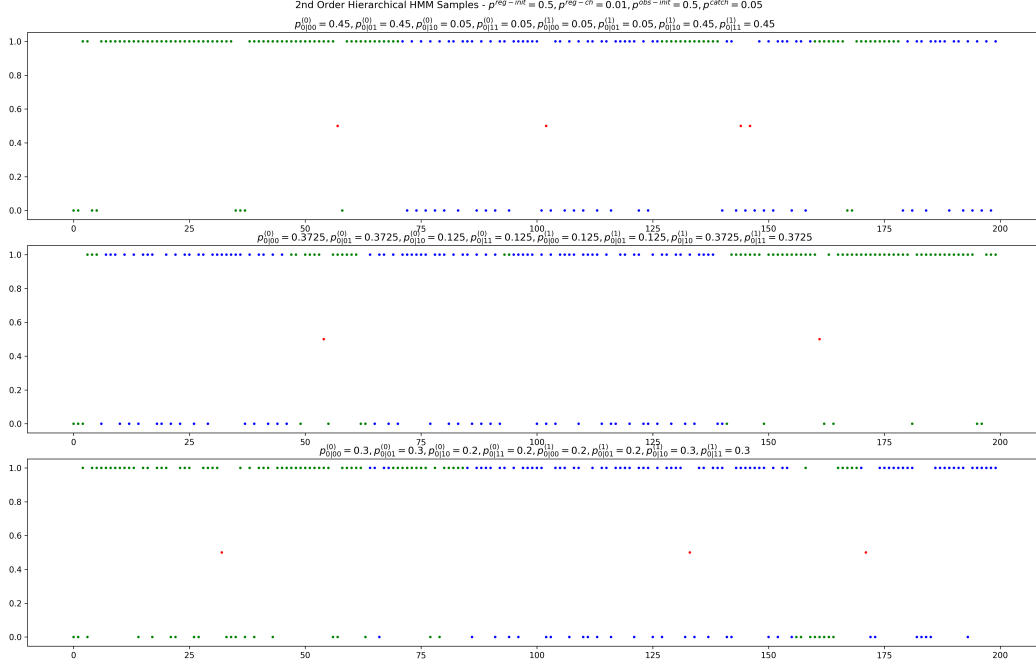 2nd Order Hierarchical HMM Samples - p^{reg−init} = 0.5, p^{reg−ch} = 0.01, p^{obs−init} = 0.5, p^{catch} = 0.05
p^{(0)}_{0|00} = 0.45, p^{(0)}_{0|01} = 0.45, p^{(0)}_{0|10} = 0.05, p^{(0)}_{0|11} = 0.05, p^{(1)}_{0|00} = 0.05, p^{(1)}_{0|01} = 0.05, p^{(1)}_{0|10} = 0.45, p^{(1)}_{0|11} = 0.45
1.0
0.8
0.6
0.4
0.2
0.0
0 25 50 75 100 125 150 175 200
p^{(0)}_{0|00} = 0.3725, p^{(0)}_{0|01} = 0.3725, p^{(0)}_{0|10} = 0.125, p^{(0)}_{0|11} = 0.125, p^{(1)}_{0|00} = 0.125, p^{(1)}_{0|01} = 0.125, p^{(1)}_{0|10} = 0.3725, p^{(1)}_{0|11} = 0.3725
1.0
0.8
0.6
0.4
0.2
0.0
0 25 50 75 100 125 150 175 200
p^{(0)}_{0|00} = 0.3, p^{(0)}_{0|01} = 0.3, p^{(0)}_{0|10} = 0.2, p^{(0)}_{0|11} = 0.2, p^{(1)}_{0|00} = 0.2, p^{(1)}_{0|01} = 0.2, p^{(1)}_{0|10} = 0.3, p^{(1)}_{0|11} = 0.3
1.0
0.8
0.6
0.4
0.2
0.0
0 25 50 75 100 125 150 175 200